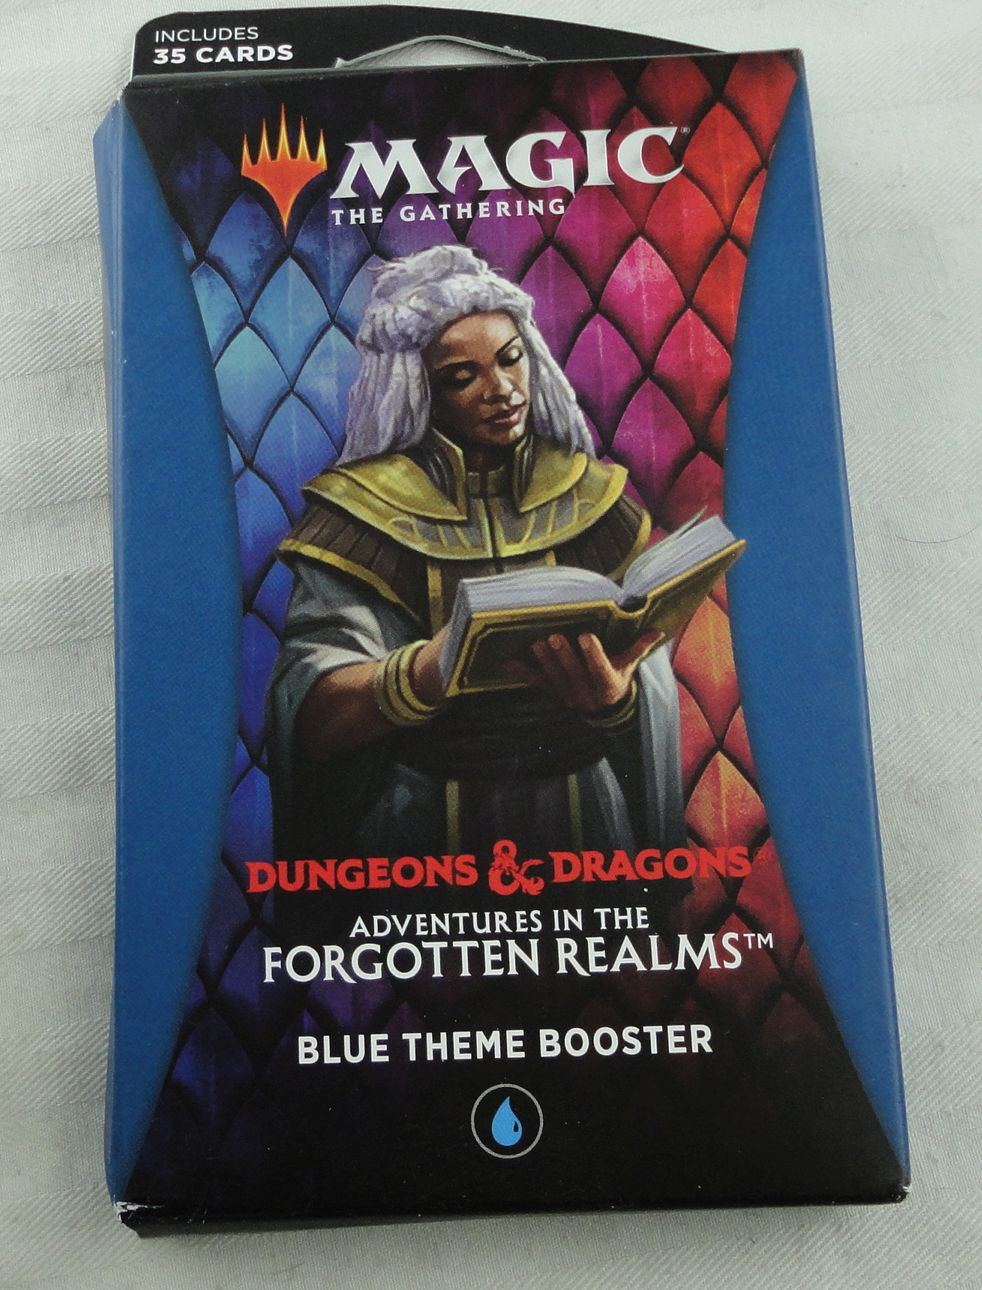 INCLUDES
35 CARDS
MAGIC®
THE GATHERING
DUNGEONS & DRAGONS
ADVENTURES IN THE
FORGOTTEN REALMS™
BLUE THEME BOOSTER